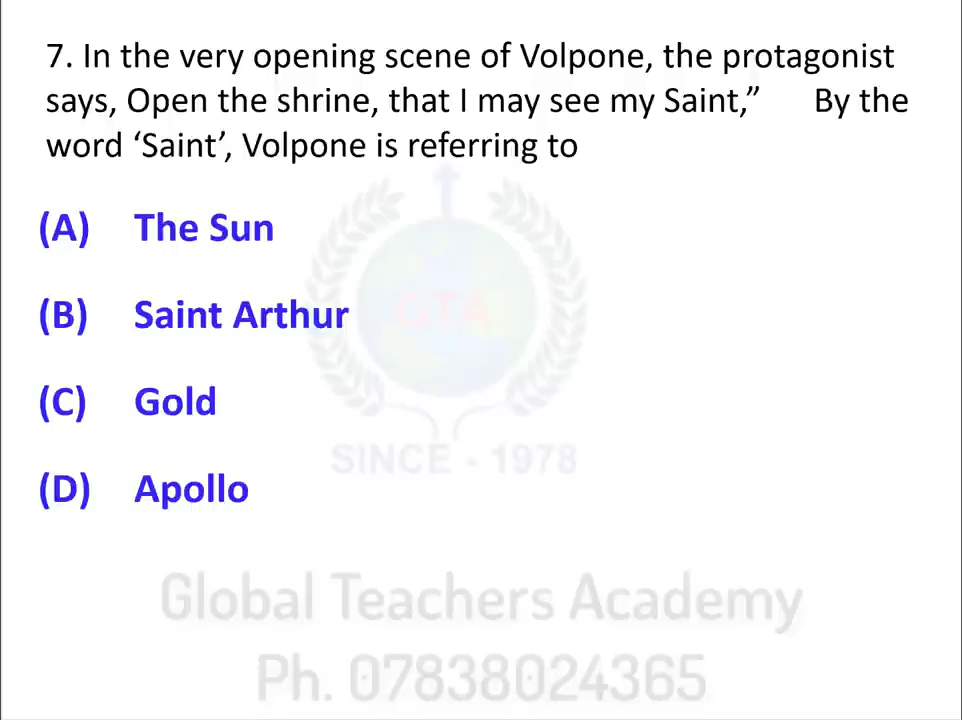 7. In the very opening scene of Volpone, the protagonist
says, Open the shrine, that I may see my Saint,” By the
word ‘Saint’, Volpone is referring to
(A) The Sun
(B) Saint Arthur
GTA
(C) Gold
SINCE - 1978
(D) Apollo
Global Teachers Academy
Ph. 07838024365